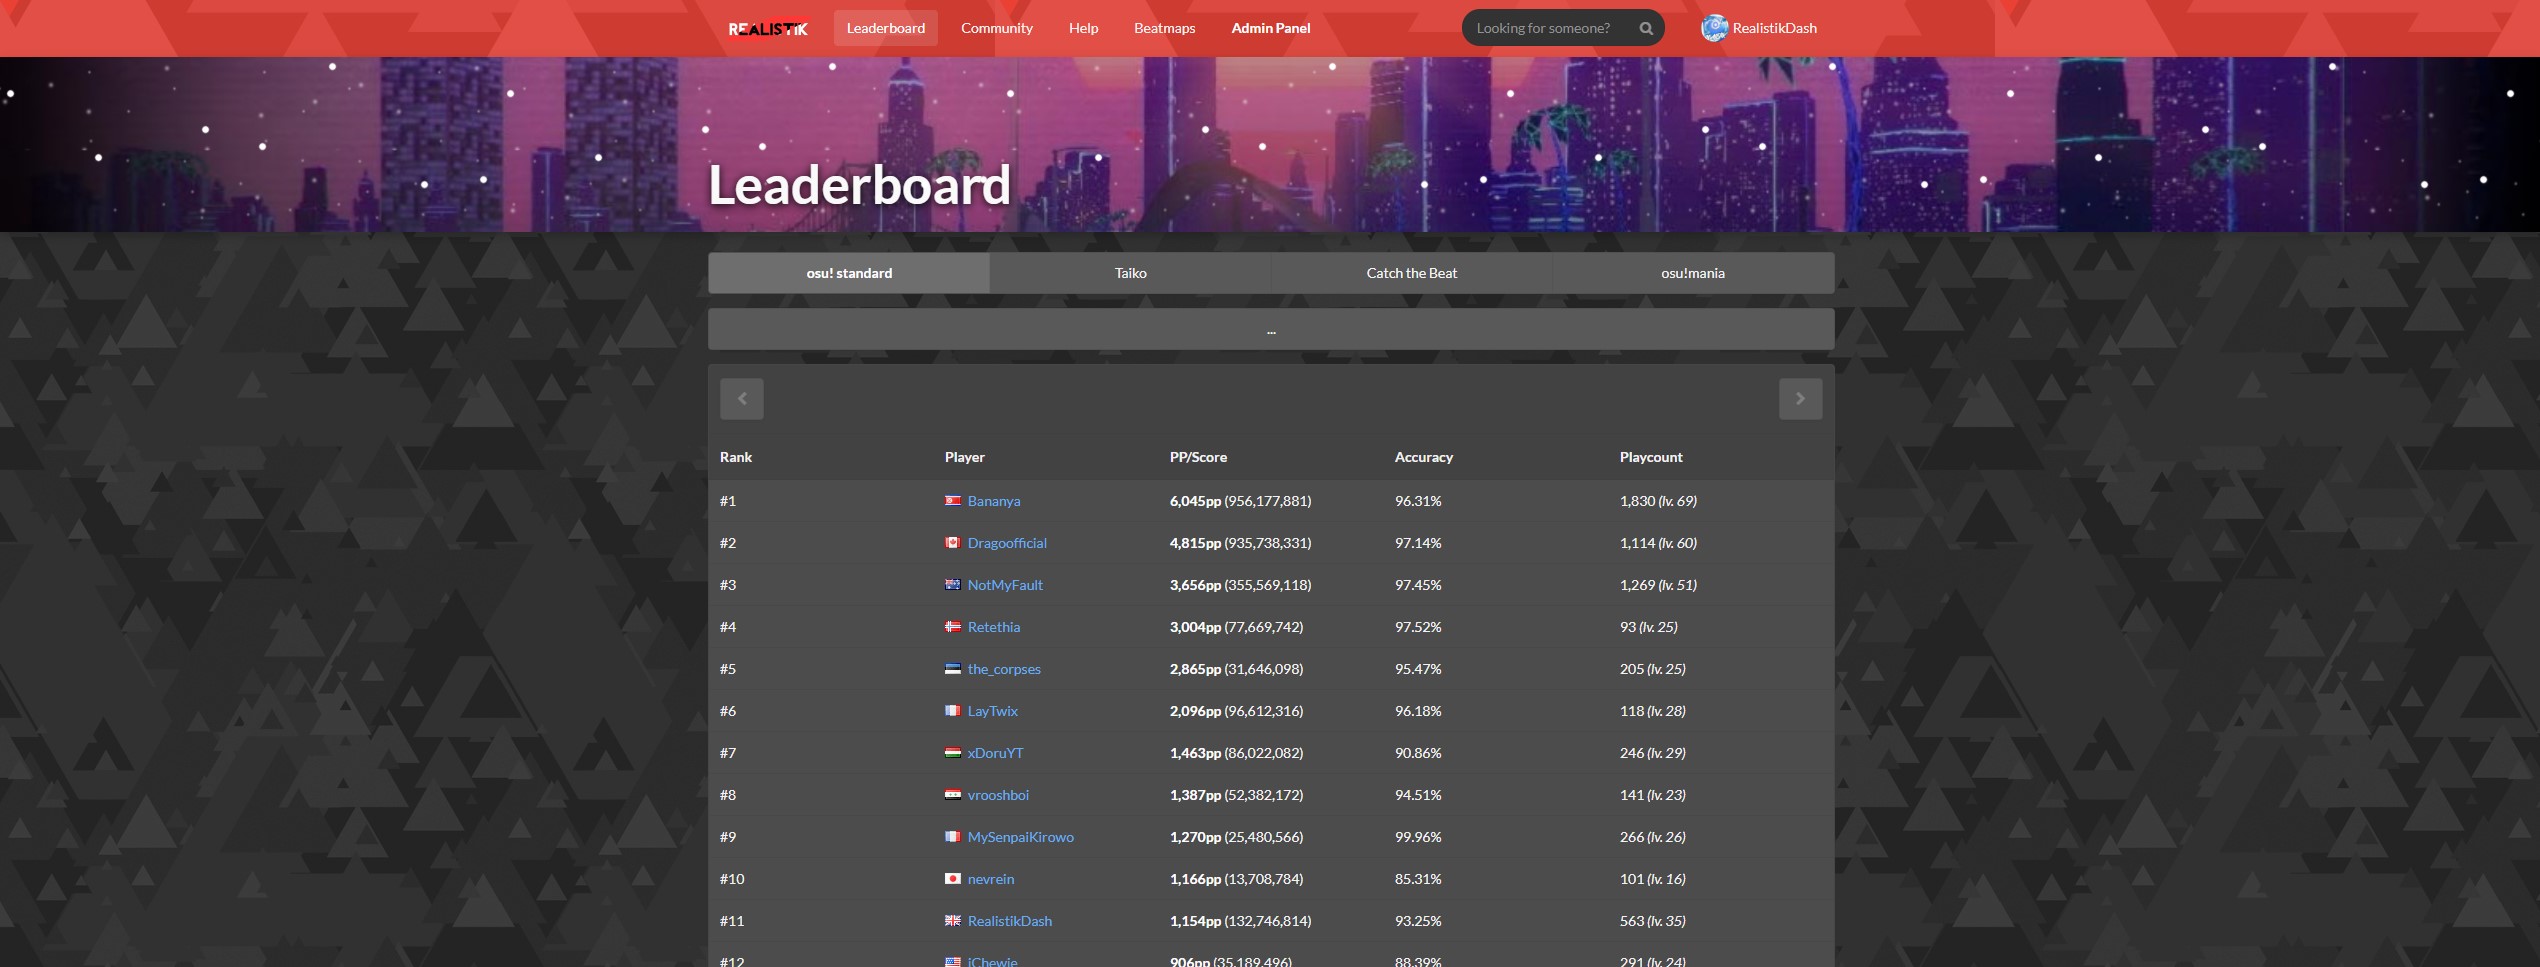 REALISTIK Leaderboard Community Help Beatmaps Admin Panel Looking for someone? RealistikDash
Leaderboard
osu! standard Taiko Catch the Beat osu!mania
...
Rank Player PP/Score Accuracy Playcount
#1 Bananya 6,045pp (956,177,881) 96.31% 1,830 (lv. 69)
#2 Dragoofficial 4,815pp (935,738,331) 97.14% 1,114 (lv. 60)
#3 NotMyFault 3,656pp (355,569,118) 97.45% 1,269 (lv. 51)
#4 Retethia 3,004pp (77,669,742) 97.52% 93 (lv. 25)
#5 the_corpses 2,865pp (31,646,098) 95.47% 205 (lv. 25)
#6 LayTwix 2,096pp (96,612,316) 96.18% 118 (lv. 28)
#7 xDoruYT 1,463pp (86,022,082) 90.86% 246 (lv. 29)
#8 vrooshboi 1,387pp (52,382,172) 94.51% 141 (lv. 23)
#9 MySenpaiKirowo 1,270pp (25,480,566) 99.96% 266 (lv. 26)
#10 nevrein 1,166pp (13,708,784) 85.31% 101 (lv. 16)
#11 RealistikDash 1,154pp (132,746,814) 93.25% 563 (lv. 35)
#12 iChewie 906pp (35,189,496) 88.39% 291 (lv. 24)